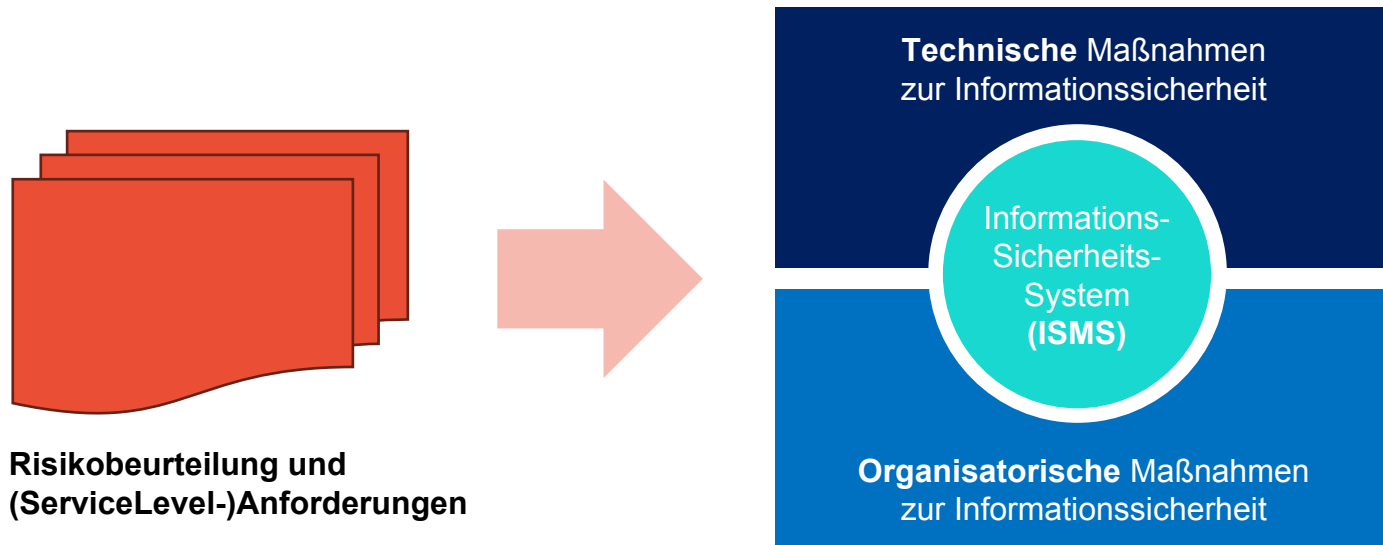 Technische Maßnahmen
zur Informationssicherheit
Informations-
Sicherheits-
System
(ISMS)
Risikobeurteilung und
(ServiceLevel-)Anforderungen
Organisatorische Maßnahmen
zur Informationssicherheit